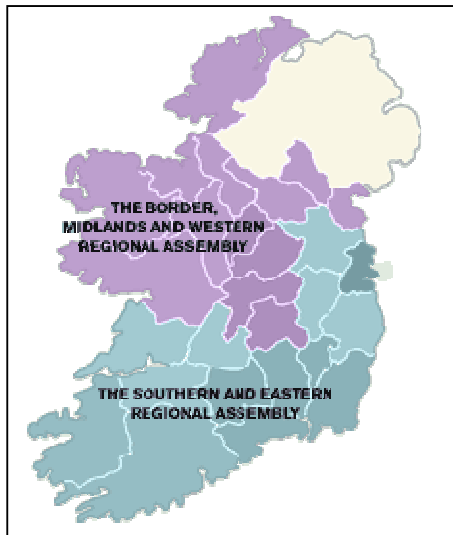 THE BORDER,
MIDLANDS AND WESTERN
REGIONAL ASSEMBLY
THE SOUTHERN AND EASTERN
REGIONAL ASSEMBLY